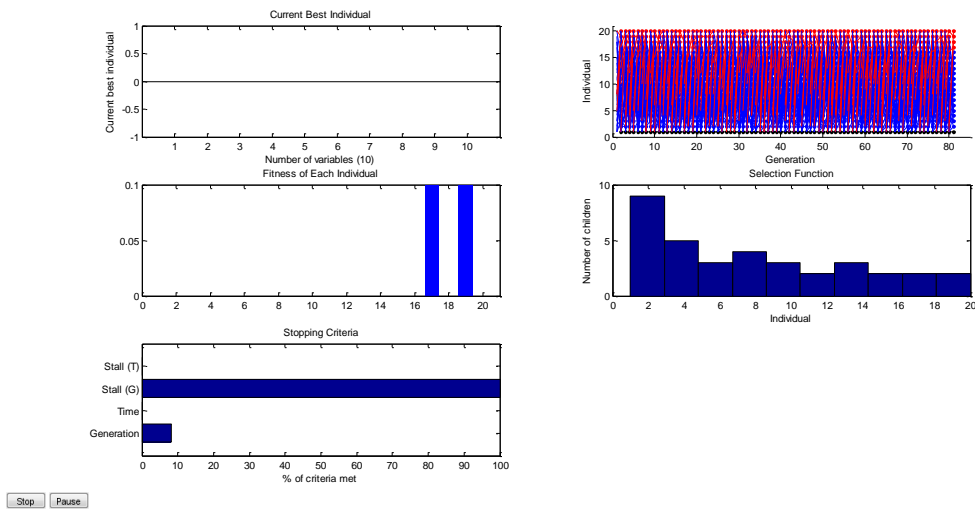 Current Best Individual
1
0.5
0
-0.5
-1
Current best individual
1 2 3 4 5 6 7 8 9 10
Number of variables (10)
20
15
10
5
0
Individual
0 10 20 30 40 50 60 70 80
Generation
Fitness of Each Individual
0.1
0.05
0
0 2 4 6 8 10 12 14 16 18 20
Selection Function
10
5
0
Number of children
0 2 4 6 8 10 12 14 16 18 20
Individual
Stopping Criteria
Stall (T)
Stall (G)
Time
Generation
0 10 20 30 40 50 60 70 80 90 100
% of criteria met
Stop Pause